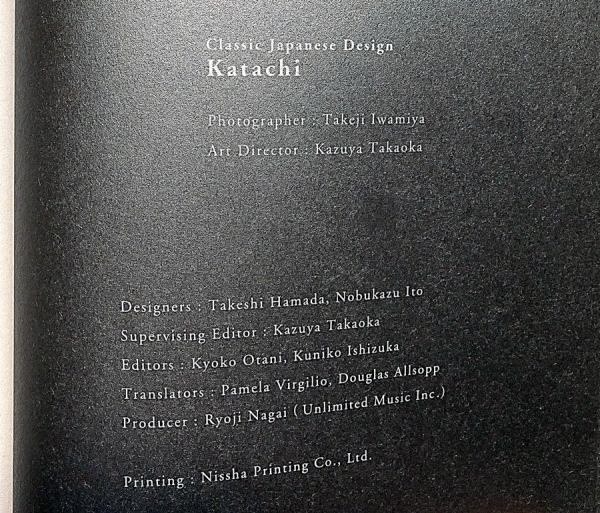 Classic Japanese Design
Katachi
Photographer : Takeji Iwamiya
Art Director : Kazuya Takaoka
Designers : Takeshi Hamada, Nobukazu Ito
Supervising Editor : Kazuya Takaoka
Editors : Kyoko Otani, Kuniko Ishizuka
Translators : Pamela Virgilio, Douglas Allsopp
Producer : Ryoji Nagai ( Unlimited Music Inc.)
Printing : Nissha Printing Co., Ltd.